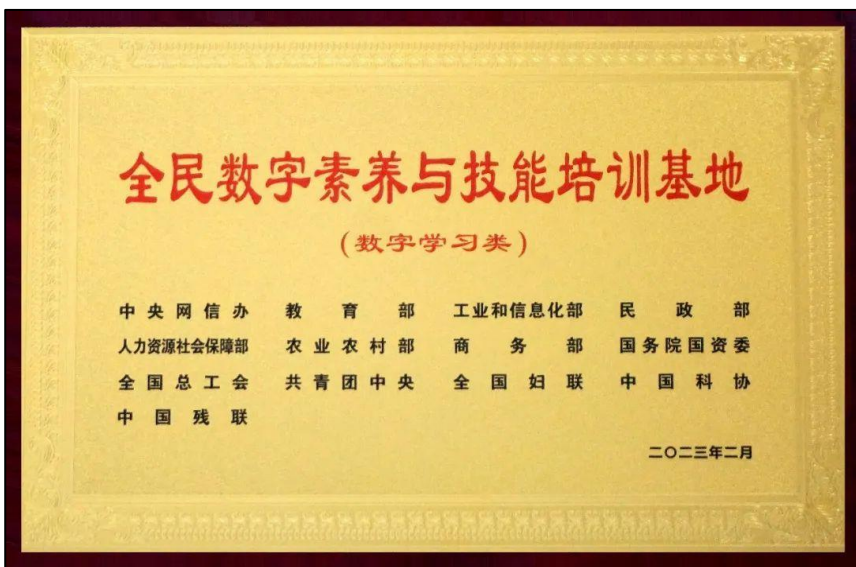 全民数字素养与技能培训基地
(数字学习类)
中央网信办 教育部 工业和信息化部 民政部
人力资源社会保障部 农业农村部 商务部 国务院国资委
全国总工会 共青团中央 全国妇联 中国科协
中国残联
二〇二三年二月